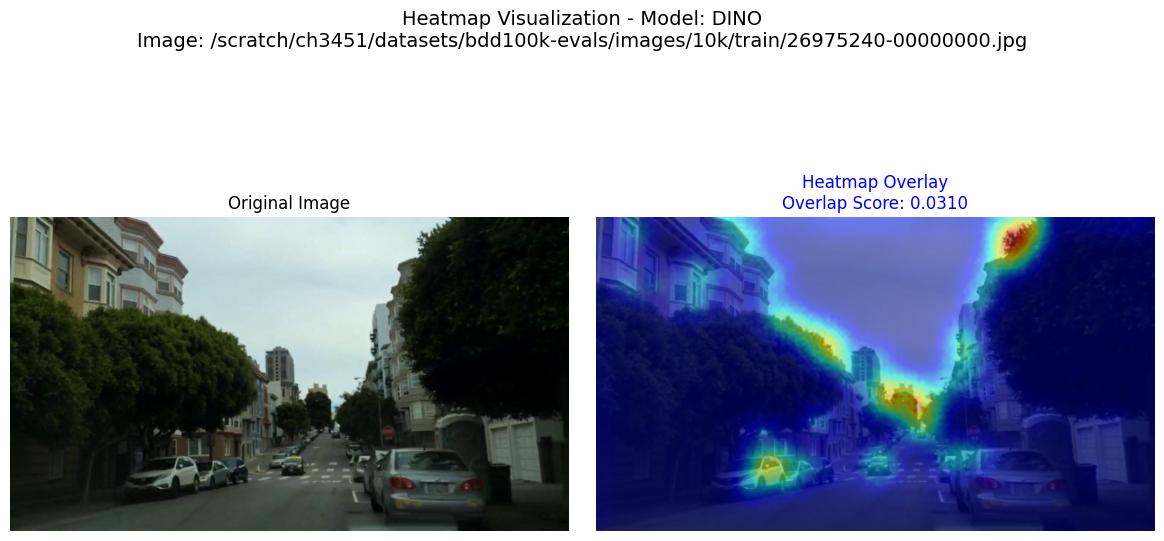 Heatmap Visualization - Model: DINO
Image: /scratch/ch3451/datasets/bdd100k-evals/images/10k/train/26975240-00000000.jpg
Original Image
Heatmap Overlay
Overlap Score: 0.0310